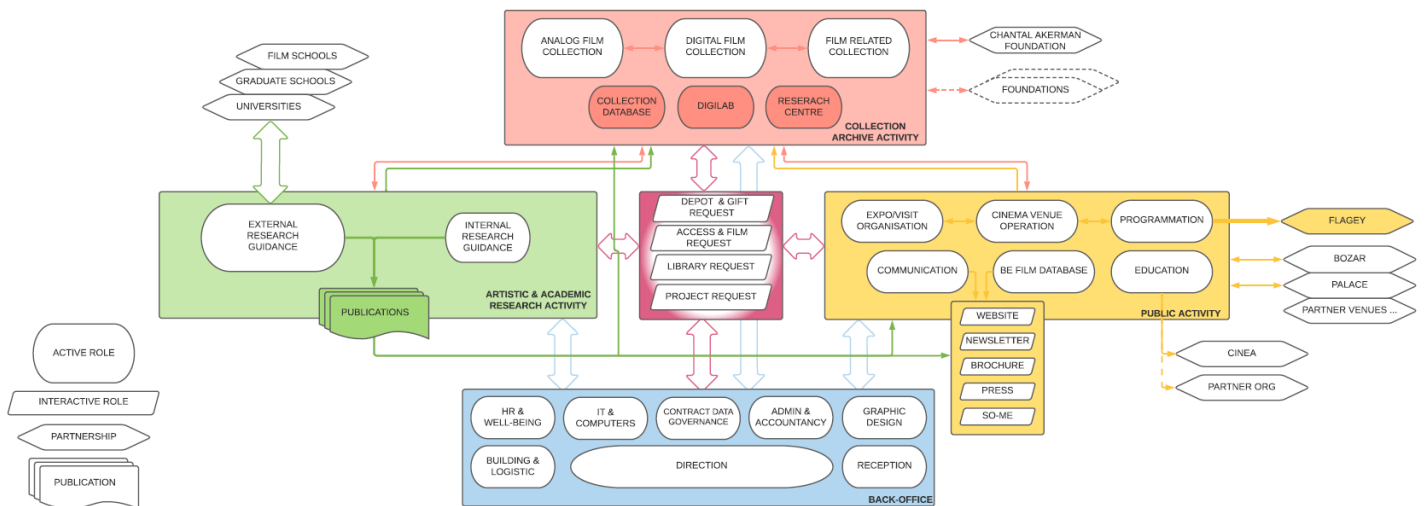 ANALOG FILM
COLLECTION
DIGITAL FILM
COLLECTION
FILM RELATED
COLLECTION
COLLECTION
DATABASE
DIGILAB
RESERACH
CENTRE
COLLECTION
ARCHIVE ACTIVITY
CHANTAL AKERMAN
FOUNDATION
FOUNDATIONS
FILM SCHOOLS
GRADUATE SCHOOLS
UNIVERSITIES
EXTERNAL
RESEARCH
GUIDANCE
INTERNAL
RESEARCH
GUIDANCE
PUBLICATIONS
ARTISTIC & ACADEMIC
RESEARCH ACTIVITY
DEPOT & GIFT
REQUEST
ACCESS & FILM
REQUEST
LIBRARY REQUEST
PROJECT REQUEST
EXPO/VISIT
ORGANISATION
CINEMA VENUE
OPERATION
PROGRAMMATION
COMMUNICATION
BE FILM DATABASE
EDUCATION
PUBLIC ACTIVITY
WEBSITE
NEWSLETTER
BROCHURE
PRESS
SO-ME
FLAGEY
BOZAR
PALACE
PARTNER VENUES ...
CINEA
PARTNER ORG
HR &
WELL-BEING
IT &
COMPUTERS
CONTRACT DATA
GOVERNANCE
ADMIN &
ACCOUNTANCY
GRAPHIC
DESIGN
BUILDING &
LOGISTIC
DIRECTION
RECEPTION
BACK-OFFICE
ACTIVE ROLE
INTERACTIVE ROLE
PARTNERSHIP
PUBLICATION